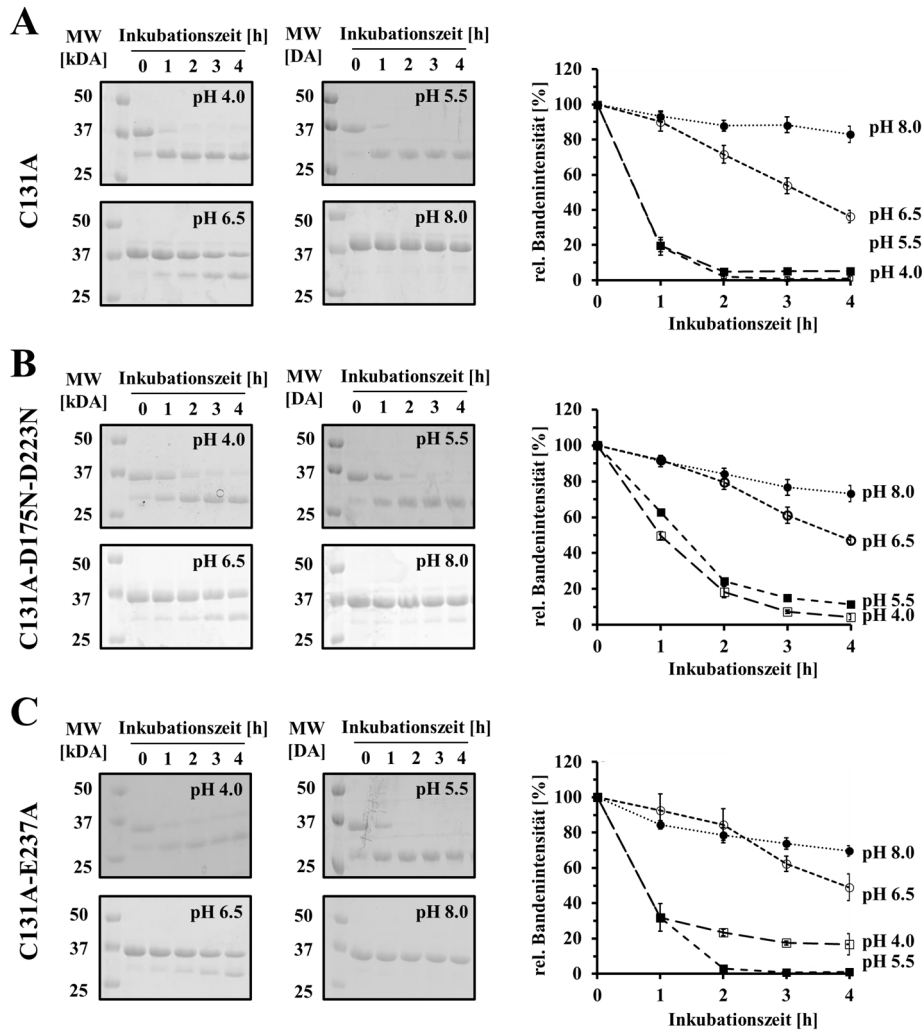 A
C131A
MW Inkubationszeit [h]
[kDA] 0 1 2 3 4
50
37
25
pH 4.0
MW Inkubationszeit [h]
[DA] 0 1 2 3 4
50
37
25
pH 5.5
50
37
25
pH 6.5
50
37
25
pH 8.0
rel. Bandenintensität [%]
120
100
80
60
40
20
0
0 1 2 3 4
Inkubationszeit [h]
pH 8.0
pH 6.5
pH 5.5
pH 4.0
B
C131A-D175N-D223N
MW Inkubationszeit [h]
[kDA] 0 1 2 3 4
50
37
25
pH 4.0
MW Inkubationszeit [h]
[DA] 0 1 2 3 4
50
37
25
pH 5.5
50
37
25
pH 6.5
50
37
25
pH 8.0
rel. Bandenintensität [%]
120
100
80
60
40
20
0
0 1 2 3 4
Inkubationszeit [h]
pH 8.0
pH 6.5
pH 5.5
pH 4.0
C
C131A-E237A
MW Inkubationszeit [h]
[kDA] 0 1 2 3 4
50
37
25
pH 4.0
MW Inkubationszeit [h]
[DA] 0 1 2 3 4
50
37
25
pH 5.5
50
37
25
pH 6.5
50
37
25
pH 8.0
rel. Bandenintensität [%]
120
100
80
60
40
20
0
0 1 2 3 4
Inkubationszeit [h]
pH 8.0
pH 6.5
pH 4.0
pH 5.5